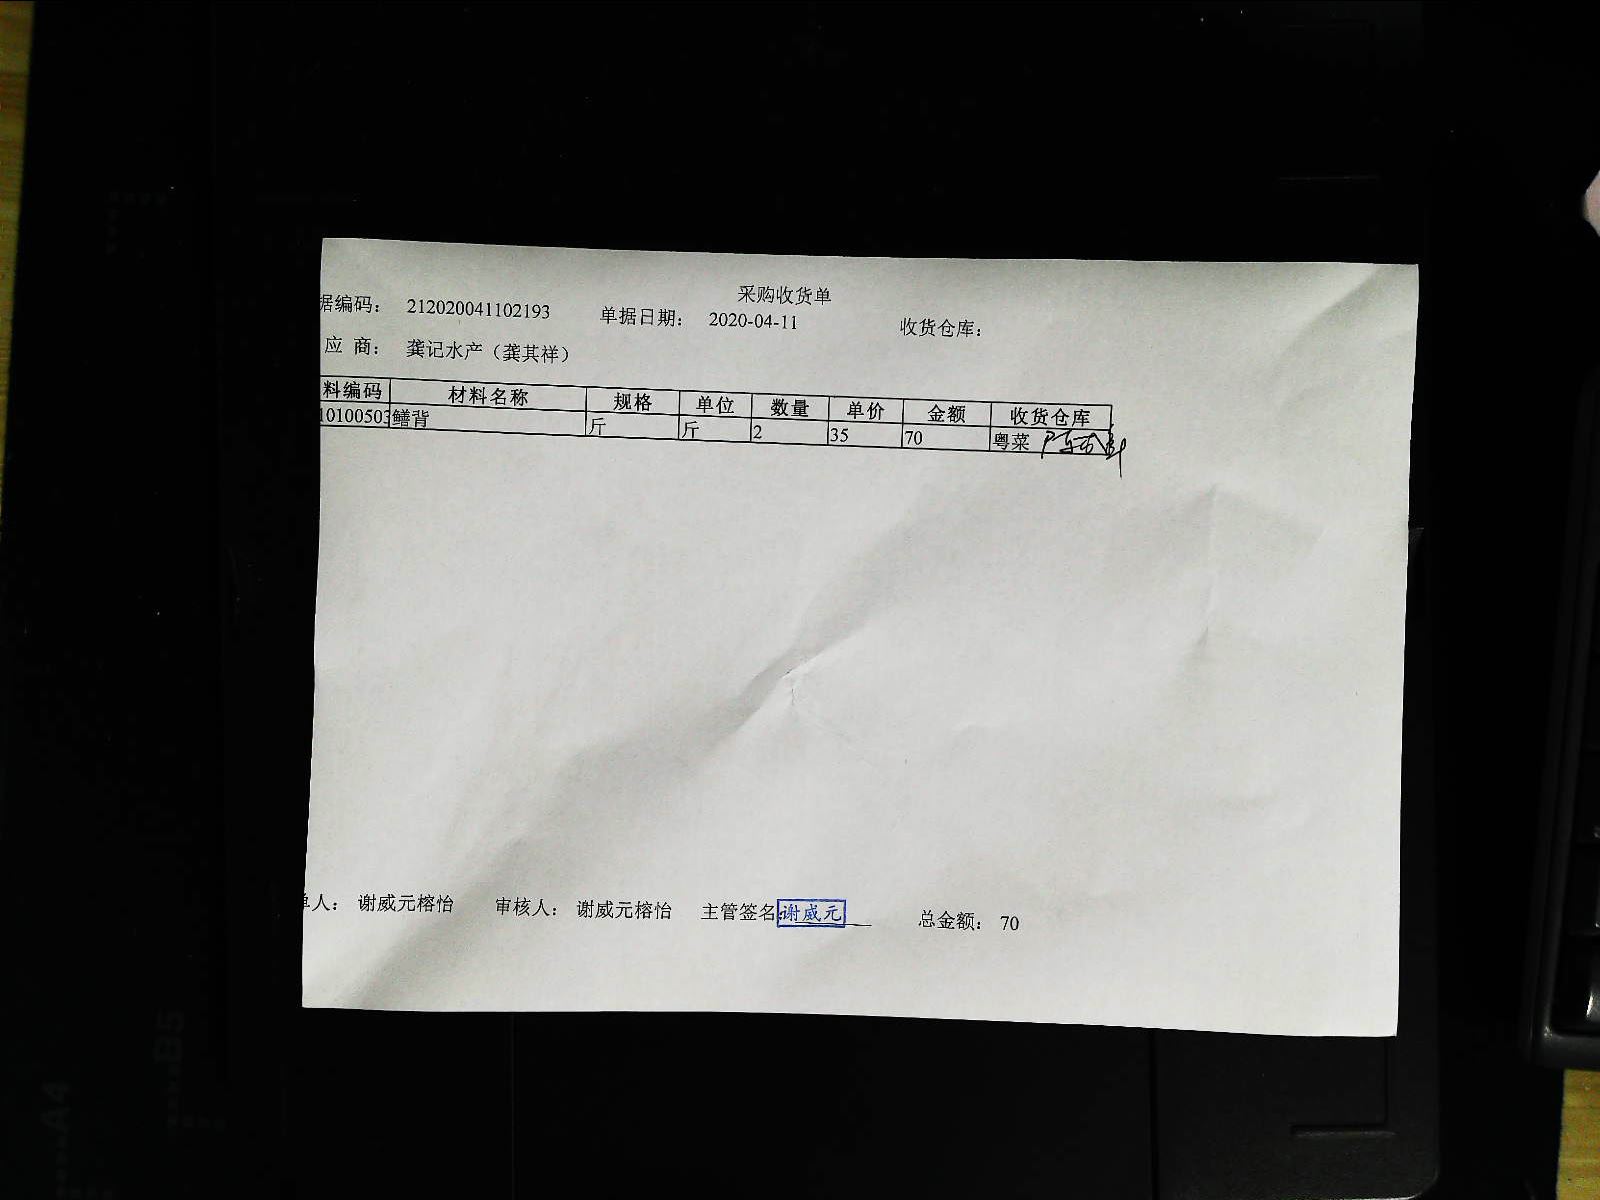 采购收货单
据编码： 212020041102193 单据日期： 2020-04-11 收货仓库：
应 商： 龚记水产（龚其祥）
料编码 材料名称 规格 单位 数量 单价 金额 收货仓库
10100503 鳝背 斤 斤 2 35 70 粤菜
单人： 谢威元榕怡 审核人： 谢威元榕怡 主管签名: 谢威元 总金额： 70
B5
A4